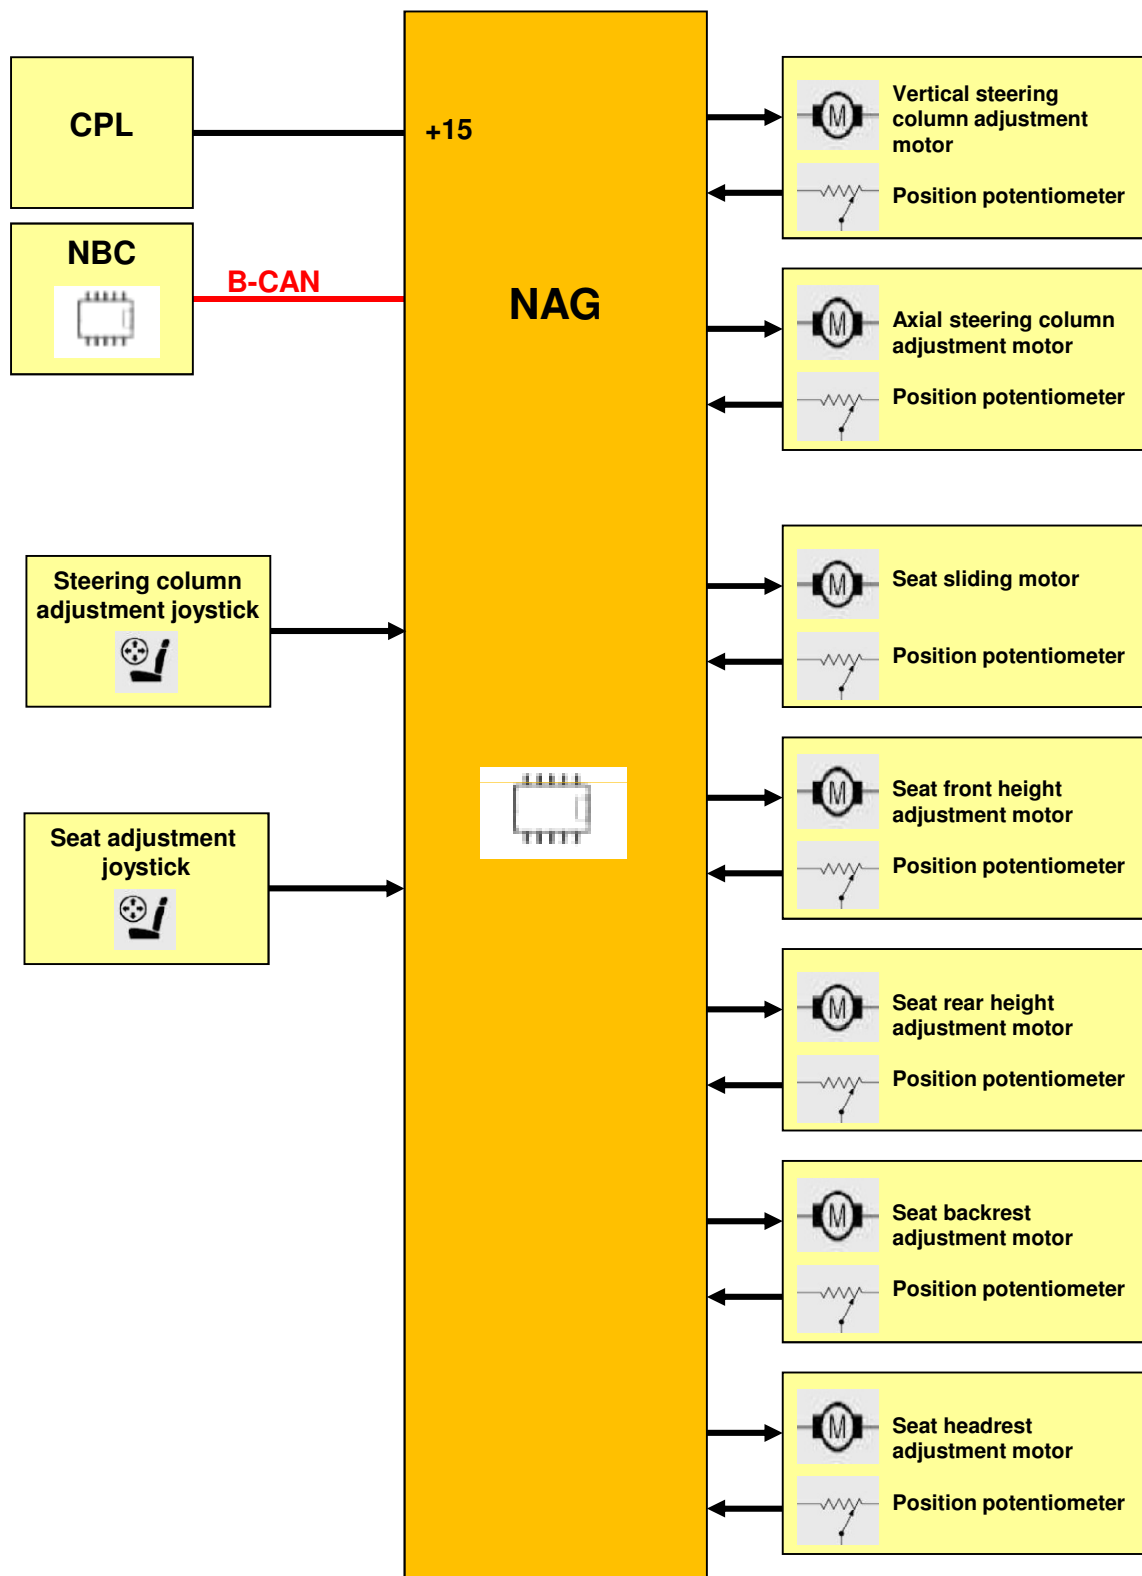 CPL
+15
NBC
B-CAN
NAG
Steering column
adjustment joystick
Seat adjustment
joystick
Vertical steering
column adjustment
motor
M
Position potentiometer
Axial steering column
adjustment motor
M
Position potentiometer
Seat sliding motor
M
Position potentiometer
Seat front height
adjustment motor
M
Position potentiometer
Seat rear height
adjustment motor
M
Position potentiometer
Seat backrest
adjustment motor
M
Position potentiometer
Seat headrest
adjustment motor
M
Position potentiometer